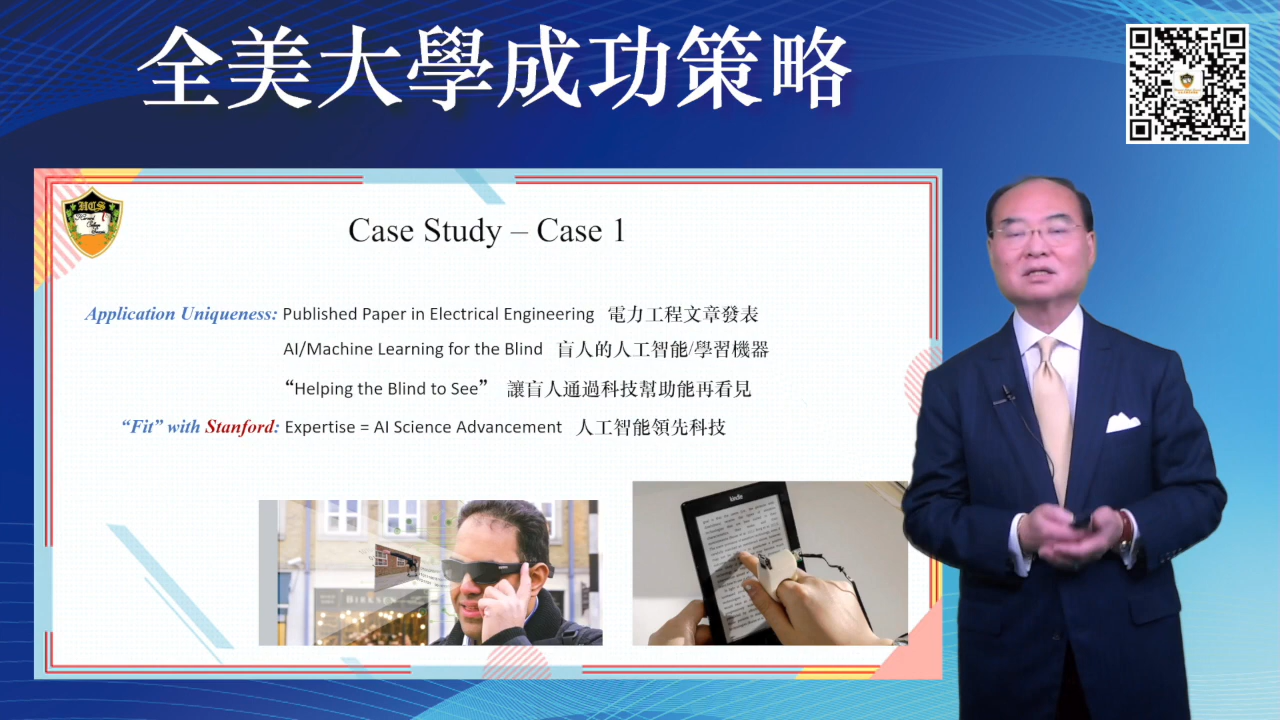 全美大學成功策略
HCS
Case Study – Case 1
Application Uniqueness: Published Paper in Electrical Engineering 電力工程文章發表
AI/Machine Learning for the Blind 盲人的人工智能/學習機器
“Helping the Blind to See” 讓盲人通過科技幫助能再看見
“Fit” with Stanford: Expertise = AI Science Advancement 人工智能領先科技
BIRKSEN
kindle